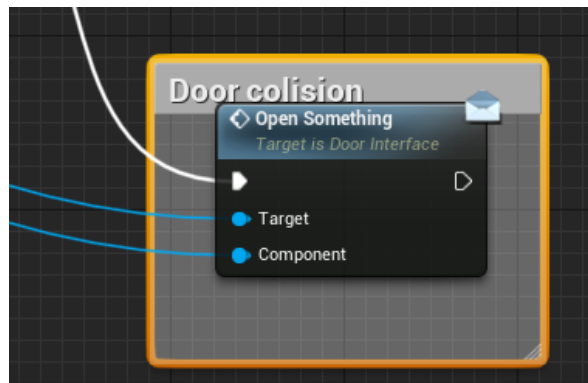 Door colision
Open Something
Target is Door Interface
Target
Component